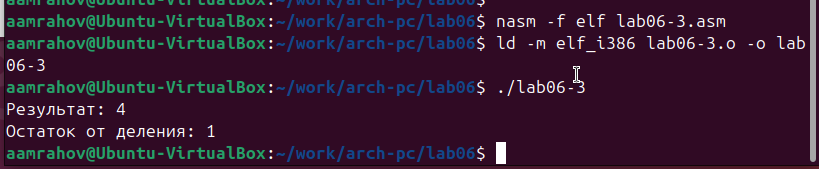 aamrahov@Ubuntu-VirtualBox:~/work/arch-pc/lab06$ nasm -f elf lab06-3.asm
aamrahov@Ubuntu-VirtualBox:~/work/arch-pc/lab06$ ld -m elf_i386 lab06-3.o -o lab
06-3
aamrahov@Ubuntu-VirtualBox:~/work/arch-pc/lab06$ ./lab06-3
Результат: 4
Остаток от деления: 1
aamrahov@Ubuntu-VirtualBox:~/work/arch-pc/lab06$